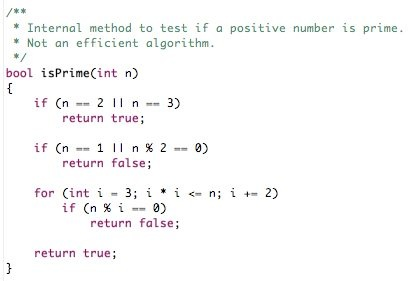 /**
 * Internal method to test if a positive number is prime.
 * Not an efficient algorithm.
 */
bool isPrime(int n)
{
    if (n == 2 || n == 3)
        return true;

    if (n == 1 || n % 2 == 0)
        return false;

    for (int i = 3; i * i <= n; i += 2)
        if (n % i == 0)
            return false;

    return true;
}